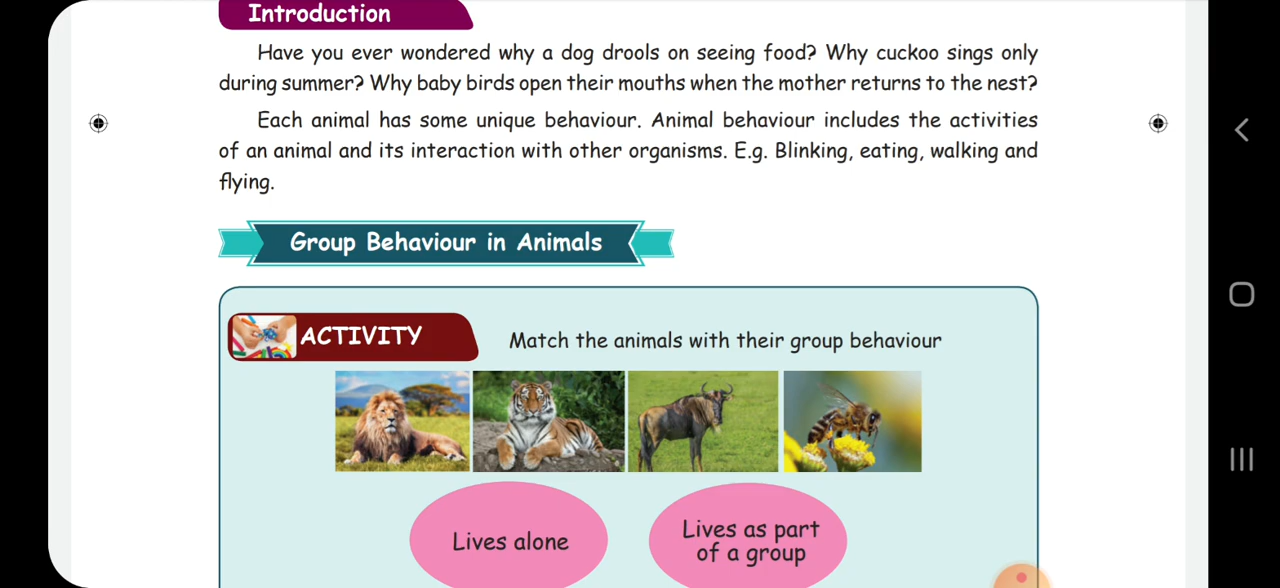 Introduction
Have you ever wondered why a dog drools on seeing food? Why cuckoo sings only
during summer? Why baby birds open their mouths when the mother returns to the nest?
Each animal has some unique behaviour. Animal behaviour includes the activities
of an animal and its interaction with other organisms. E.g. Blinking, eating, walking and
flying.
Group Behaviour in Animals
ACTIVITY
Match the animals with their group behaviour
Lives alone
Lives as part
of a group